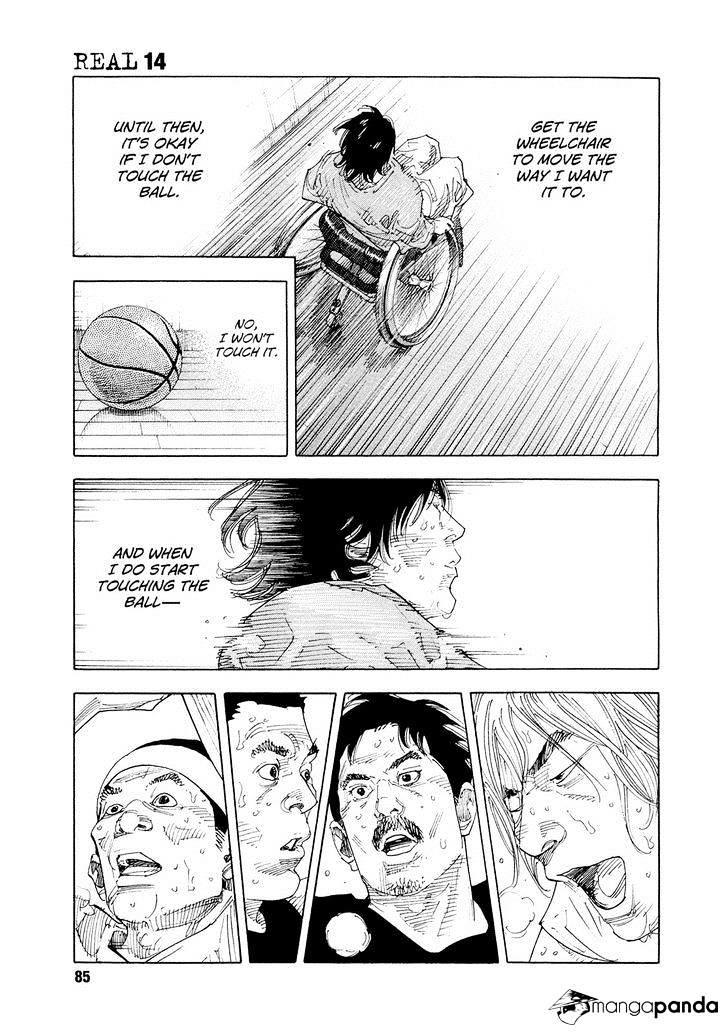 REAL 14
GET THE
WHEELCHAIR
TO MOVE THE
WAY I WANT
IT TO.
UNTIL THEN,
IT'S OKAY
IF I DON'T
TOUCH THE
BALL.
NO,
I WON'T
TOUCH IT.
AND WHEN
I DO START
TOUCHING THE
BALL—
85
mangapanda